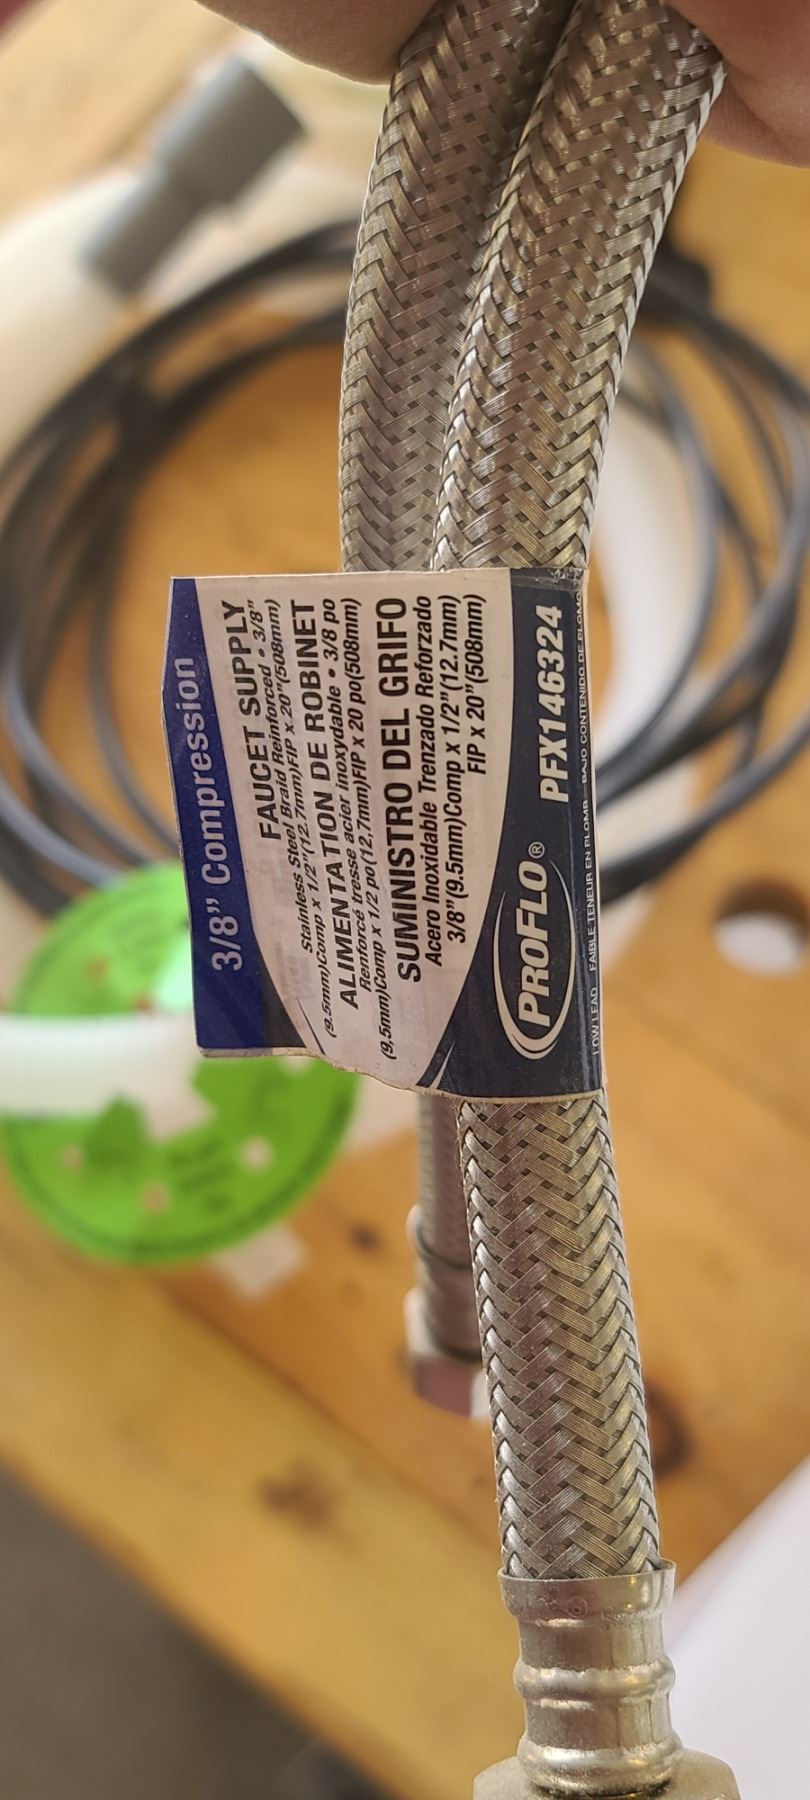 3/8" Compression
FAUCET SUPPLY
Stainless Steel Braid Reinforced • 3/8"
(9.5mm)Comp x 1/2"(12.7mm)FIP x 20"(508mm)
ALIMENTATION DE ROBINET
Renforcé tresse acier inoxydable • 3/8 po
(9,5mm)Comp x 1/2 po(12,7mm)FIP x 20 po(508mm)
SUMINISTRO DEL GRIFO
Acero Inoxidable Trenzado Reforzado
3/8"(9.5mm)Comp x 1/2"(12.7mm)
FIP x 20"(508mm)
PROFLO® PFX146324
LOW LEAD FAIBLE TENEUR EN PLOMB BAJO CONTENIDO DE PLOMO